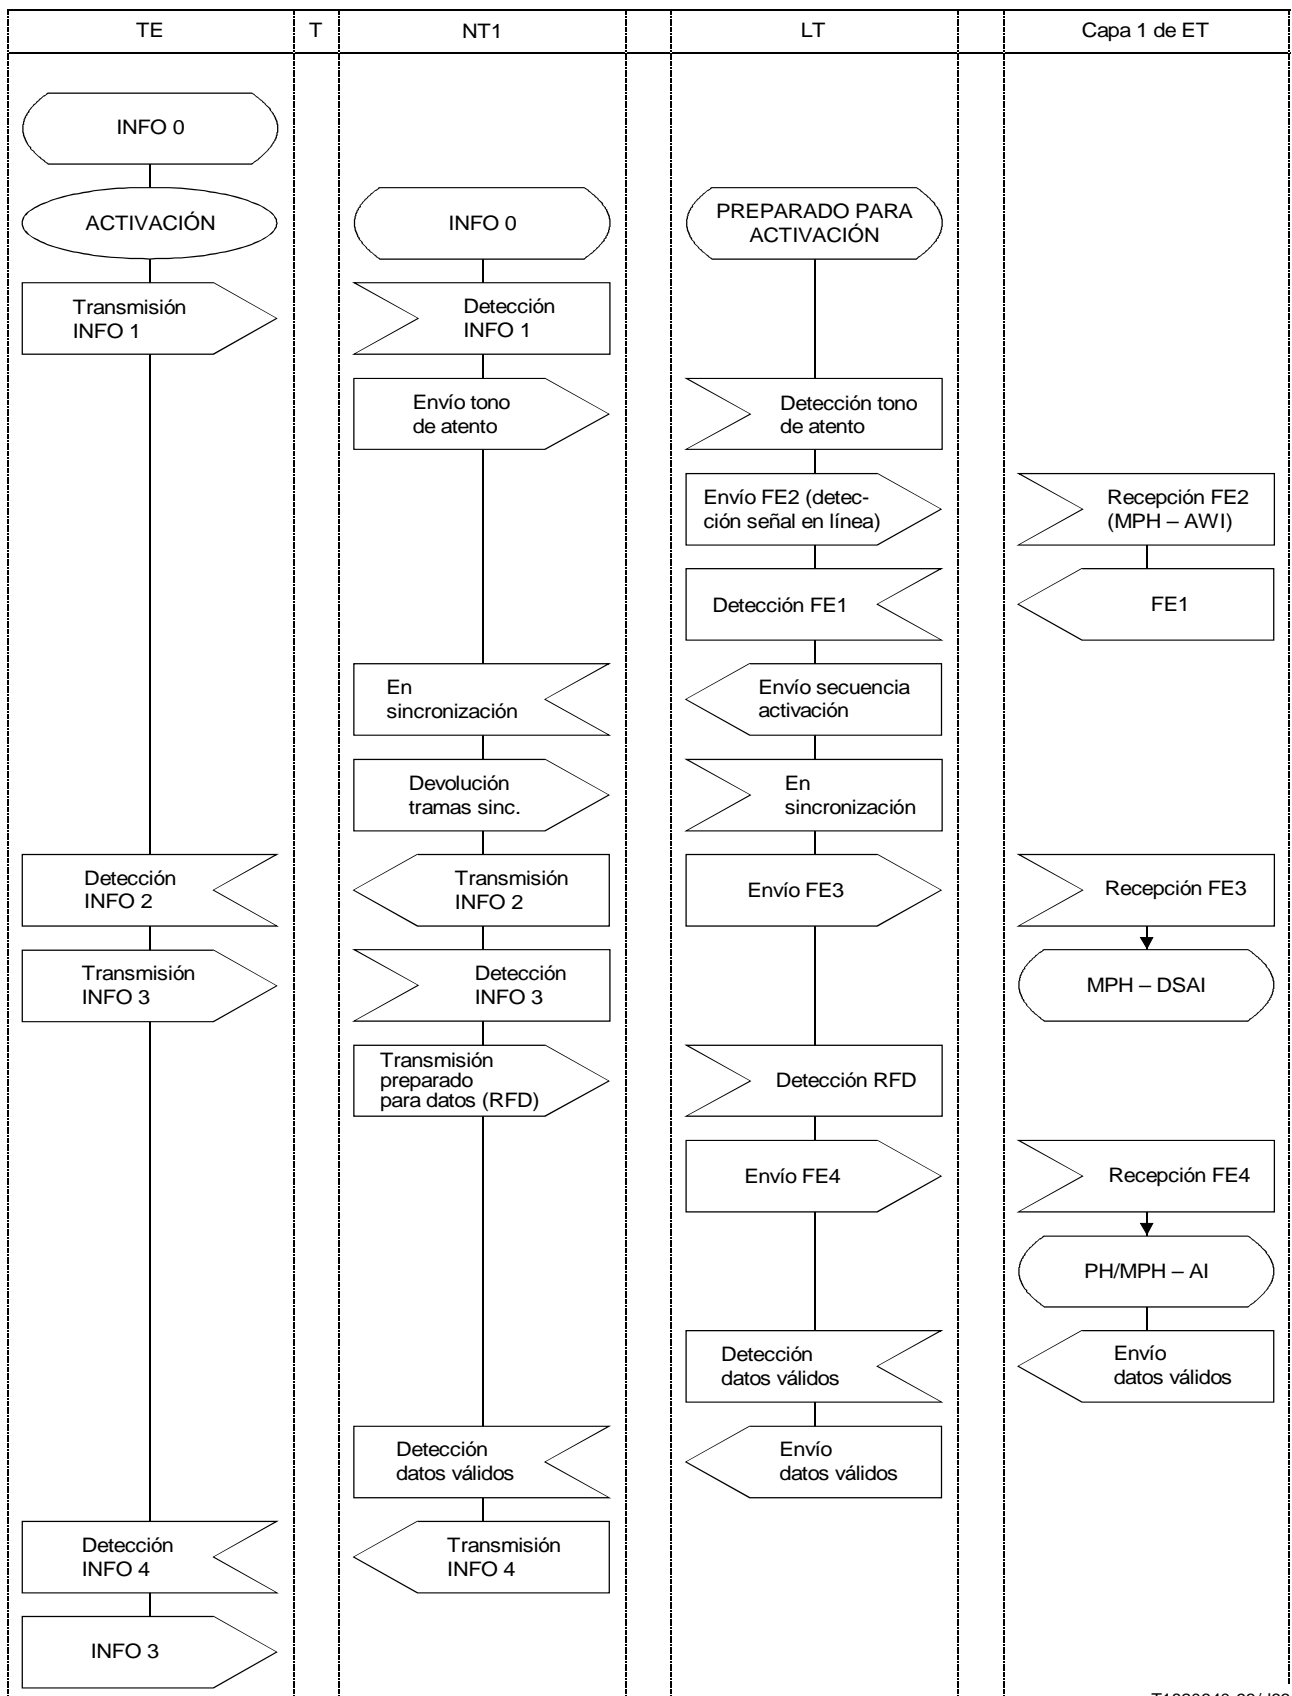 TE
T
NT1
LT
Capa 1 de ET
INFO 0
ACTIVACIÓN
INFO 0
PREPARADO PARA
ACTIVACIÓN
Transmisión
INFO 1
Detección
INFO 1
Envío tono
de atento
Detección tono
de atento
Envío FE2 (detec-
ción señal en línea)
Recepción FE2
(MPH – AWI)
Detección FE1
FE1
En
sincronización
Envío secuencia
activación
Devolución
tramas sinc.
En
sincronización
Detección
INFO 2
Transmisión
INFO 2
Envío FE3
Recepción FE3
Transmisión
INFO 3
Detección
INFO 3
MPH – DSAI
Transmisión
preparado
para datos (RFD)
Detección RFD
Envío FE4
Recepción FE4
PH/MPH – AI
Detección
datos válidos
Envío
datos válidos
Detección
datos válidos
Envío
datos válidos
Detección
INFO 4
Transmisión
INFO 4
INFO 3